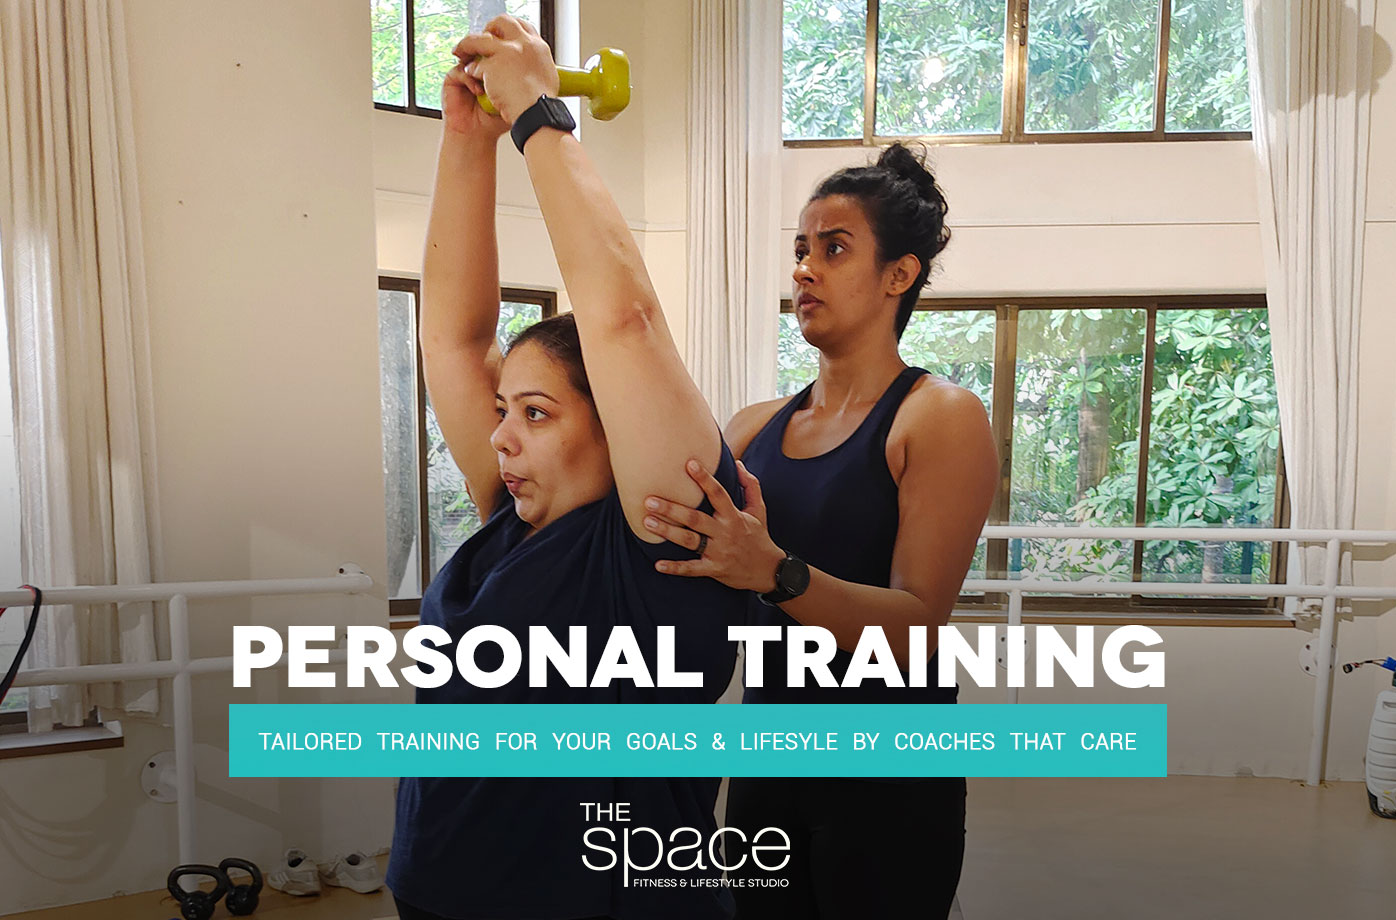 PERSONAL TRAINING
TAILORED TRAINING FOR YOUR GOALS & LIFESYLE BY COACHES THAT CARE
THE
space
FITNESS & LIFESTYLE STUDIO